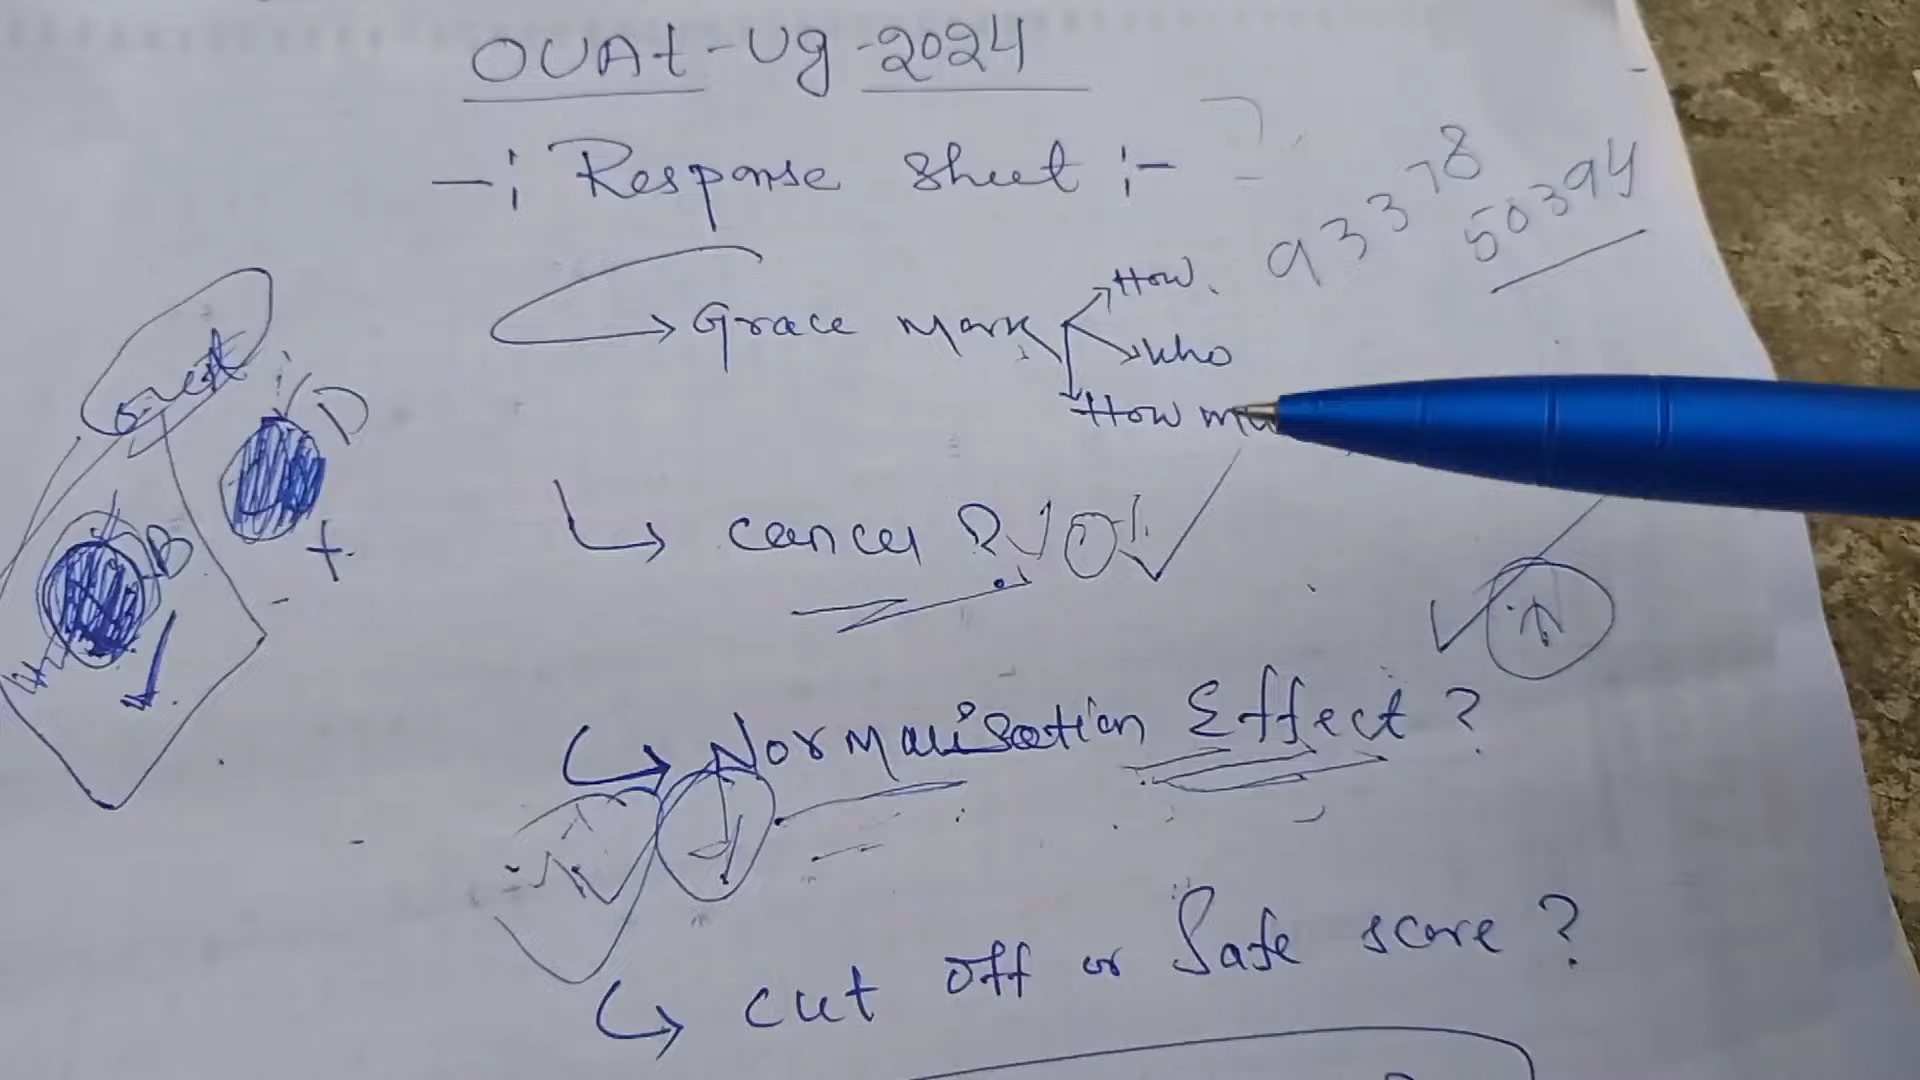 OUAt-Ug-2024
-: Response Sheet :-
93378
50394
Grace Mark
How.
who
How
cancel ?
Normalisation Effect ?
cut off or Safe score ?
D
B